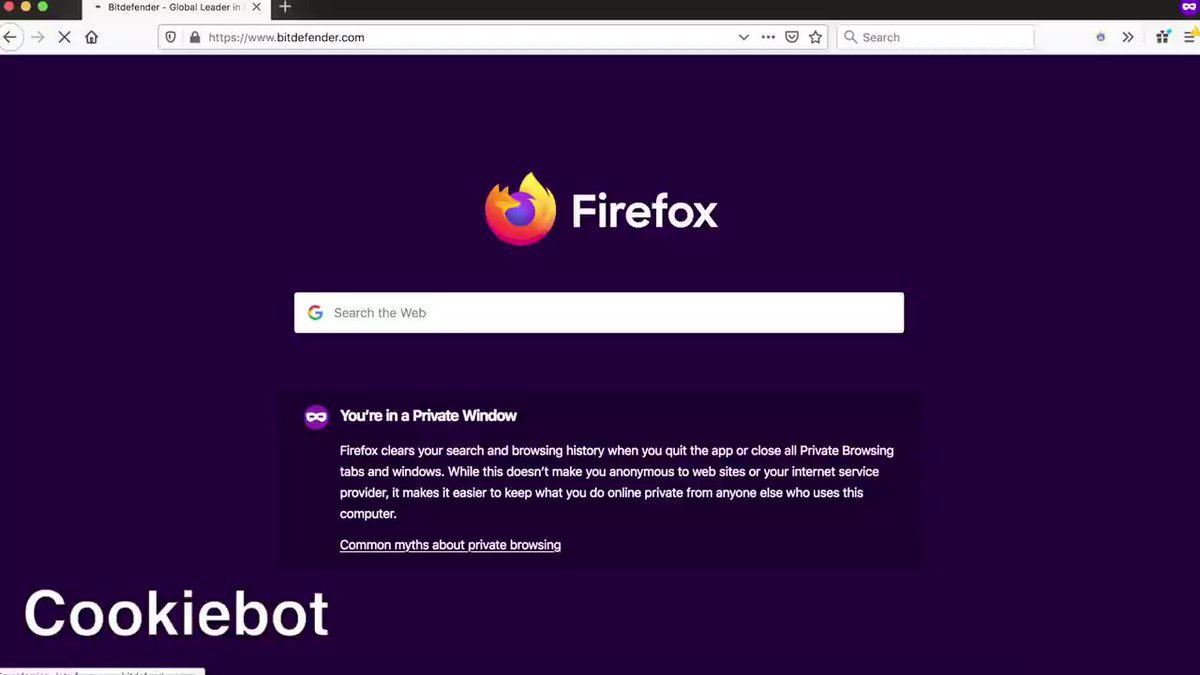 Bitdefender - Global Leader in
https://www.bitdefender.com
Search
Firefox
Search the Web
You're in a Private Window
Firefox clears your search and browsing history when you quit the app or close all Private Browsing
tabs and windows. While this doesn't make you anonymous to web sites or your internet service
provider, it makes it easier to keep what you do online private from anyone else who uses this
computer.
Common myths about private browsing
Cookiebot